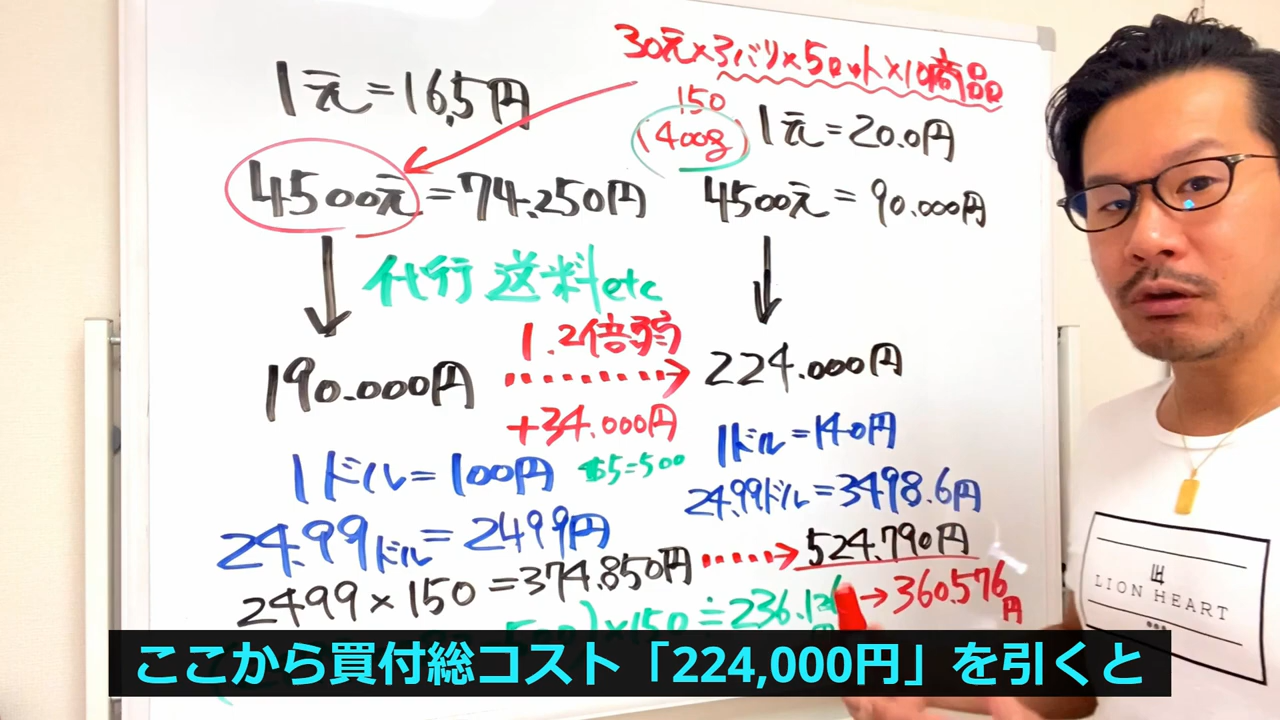 30元×3バリ×5ロット×10商品
1元=16,5円
150
(400g)
1元=20.0円
4500元=74.250円
4500元=90.000円
代行 送料etc
1.2倍弱
190.000円
224.000円
+34.000円
1ドル=100円
$5=500
1ドル=140円
24.99ドル=2499円
24.99ドル=3498.6円
2499×150=374.850円
524.790円
→360.576円
)×150≒236.
LH
LION HEART
ここから買付総コスト「224,000円」を引くと